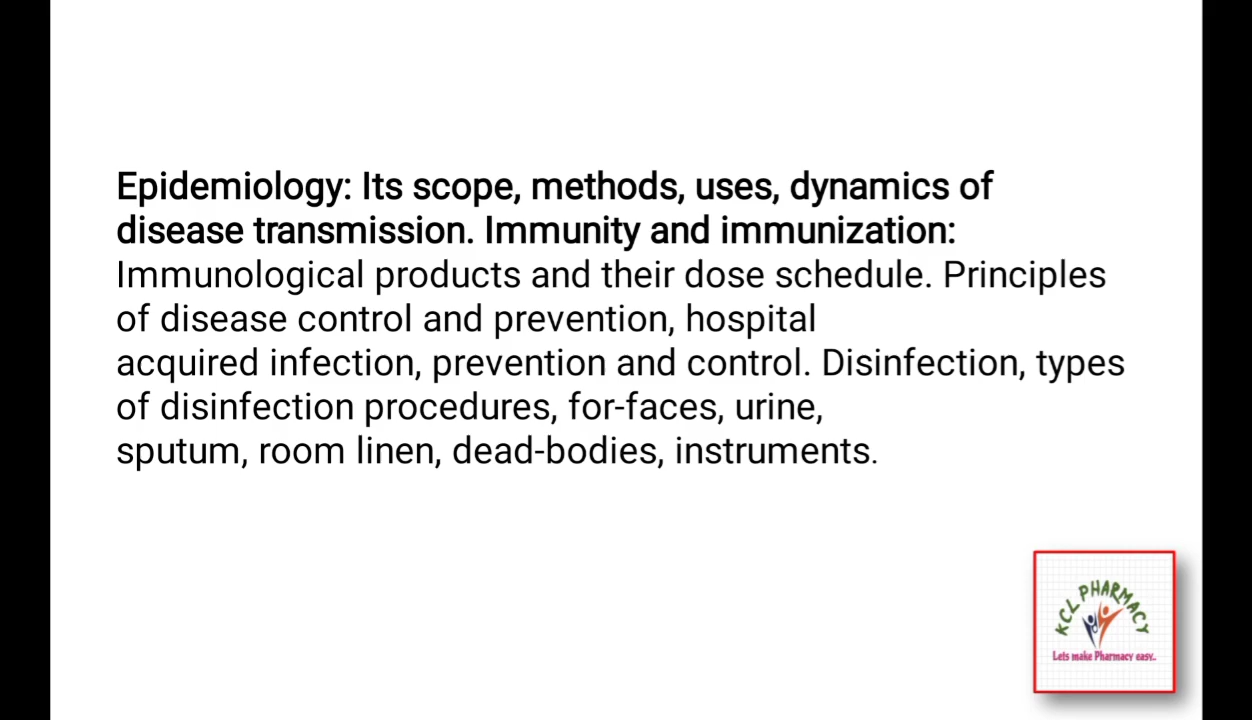 Epidemiology: Its scope, methods, uses, dynamics of
disease transmission. Immunity and immunization:
Immunological products and their dose schedule. Principles
of disease control and prevention, hospital
acquired infection, prevention and control. Disinfection, types
of disinfection procedures, for-faces, urine,
sputum, room linen, dead-bodies, instruments.
KCL PHARMACY
Lets make Pharmacy easy..